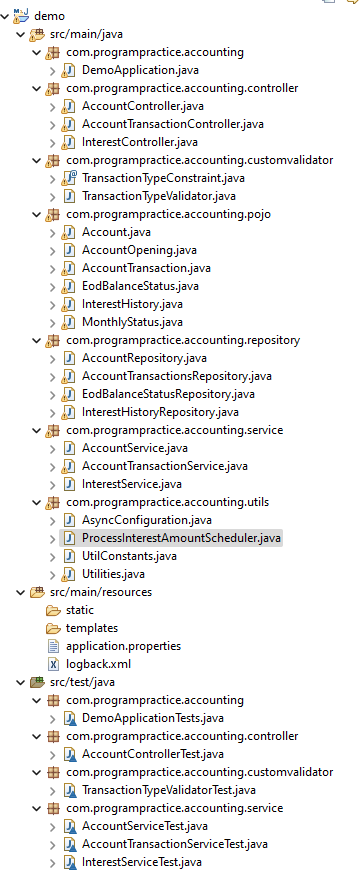 demo
src/main/java
com.programpractice.accounting
DemoApplication.java
com.programpractice.accounting.controller
AccountController.java
AccountTransactionController.java
InterestController.java
com.programpractice.accounting.customvalidator
TransactionTypeConstraint.java
TransactionTypeValidator.java
com.programpractice.accounting.pojo
Account.java
AccountOpening.java
AccountTransaction.java
EodBalanceStatus.java
InterestHistory.java
MonthlyStatus.java
com.programpractice.accounting.repository
AccountRepository.java
AccountTransactionsRepository.java
EodBalanceStatusRepository.java
InterestHistoryRepository.java
com.programpractice.accounting.service
AccountService.java
AccountTransactionService.java
InterestService.java
com.programpractice.accounting.utils
AsyncConfiguration.java
ProcessInterestAmountScheduler.java
UtilConstants.java
Utilities.java
src/main/resources
static
templates
application.properties
logback.xml
src/test/java
com.programpractice.accounting
DemoApplicationTests.java
com.programpractice.accounting.controller
AccountControllerTest.java
com.programpractice.accounting.customvalidator
TransactionTypeValidatorTest.java
com.programpractice.accounting.service
AccountServiceTest.java
AccountTransactionServiceTest.java
InterestServiceTest.java